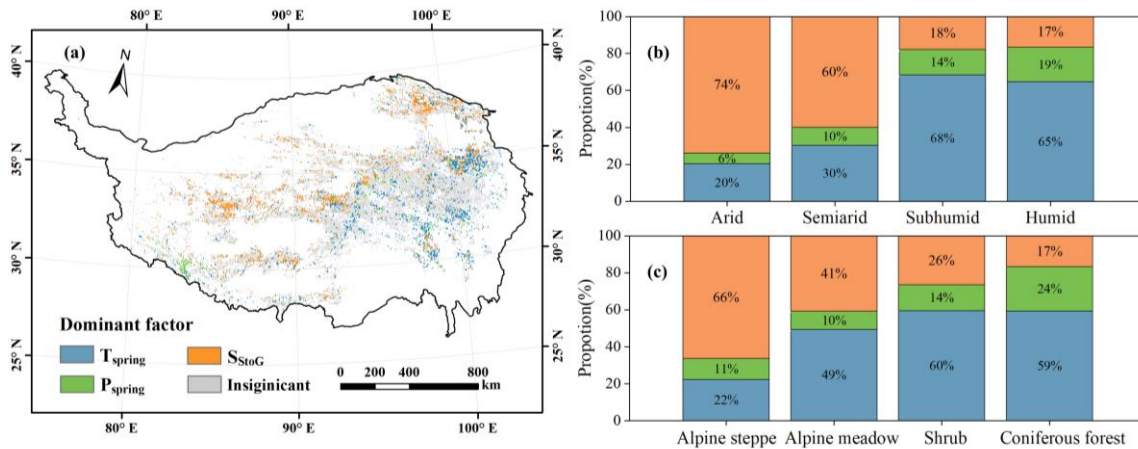 80° E 90° E 100° E
(a)
N
40° N
35° N
30° N
25° N
40° N
35° N
30° N
25° N
Dominant factor
Tspring
SStoG
Pspring
Insiginicant
0 200 400 800
km
80° E 90° E 100° E
Propotion(%)
100
80
60
40
20
0
(b)
74% 60% 18% 17%
6% 10% 14% 19%
20% 30% 68% 65%
Arid Semiarid Subhumid Humid
Propotion(%)
100
80
60
40
20
0
(c)
66% 41% 26% 17%
11% 10% 14% 24%
22% 49% 60% 59%
Alpine steppe Alpine meadow Shrub Coniferous forest